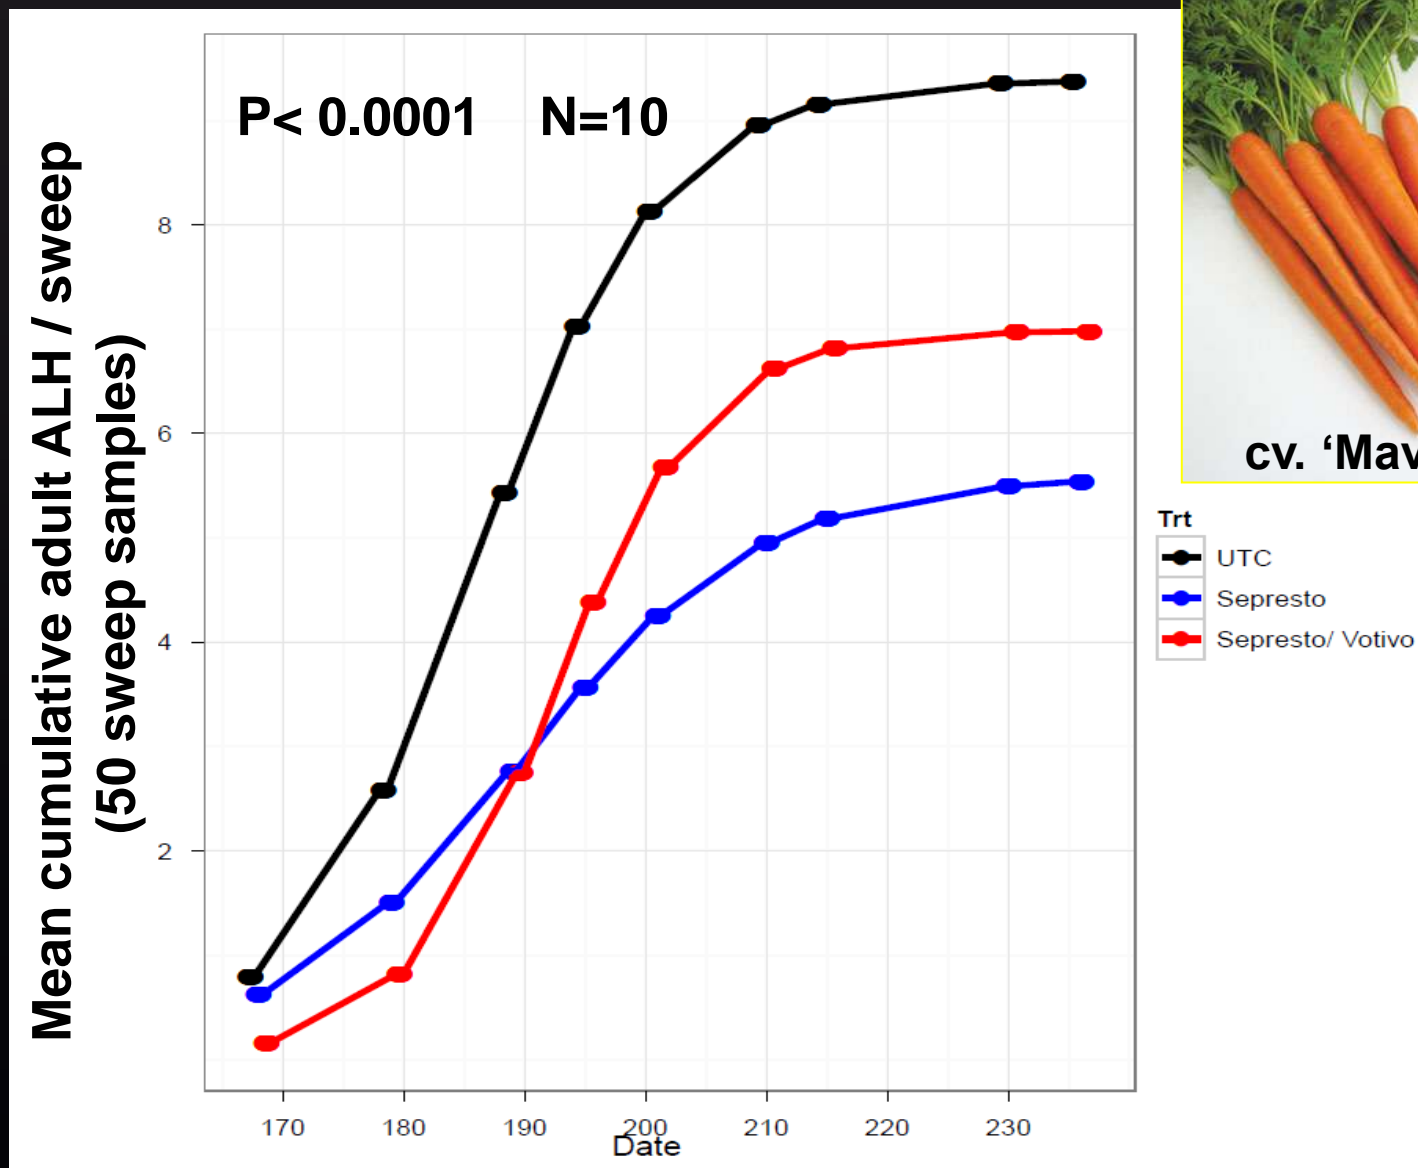 P< 0.0001 N=10
Mean cumulative adult ALH / sweep
(50 sweep samples)
8
6
4
2
170 180 190 200 210 220 230
Date
cv. ‘Mav
Trt
UTC
Sepresto
Sepresto/ Votivo